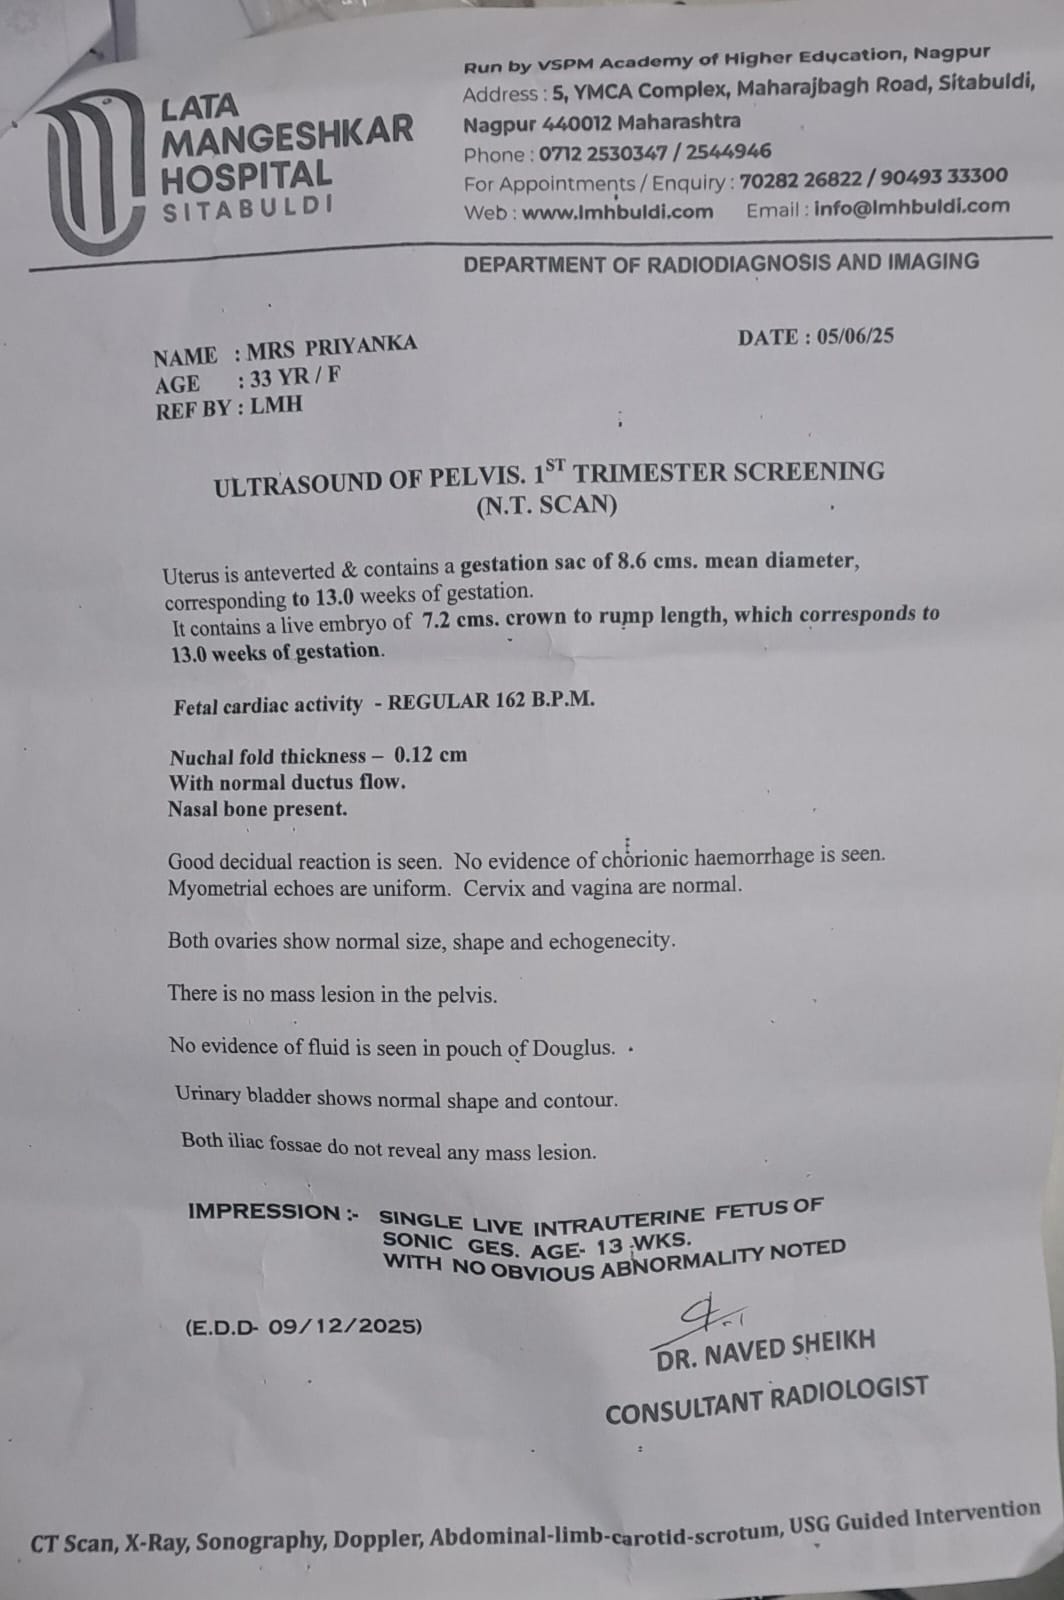 LATA
MANGESHKAR
HOSPITAL
SITABULDI
Run by VSPM Academy of Higher Education, Nagpur
Address : 5, YMCA Complex, Maharajbagh Road, Sitabuldi,
Nagpur 440012 Maharashtra
Phone : 0712 2530347 / 2544946
For Appointments / Enquiry : 70282 26822 / 90493 33300
Web : www.lmhbuldi.com Email : info@lmhbuldi.com
DEPARTMENT OF RADIODIAGNOSIS AND IMAGING
NAME : MRS PRIYANKA
DATE : 05/06/25
AGE : 33 YR / F
REF BY : LMH
ULTRASOUND OF PELVIS. 1ST TRIMESTER SCREENING
(N.T. SCAN)
Uterus is anteverted & contains a gestation sac of 8.6 cms. mean diameter,
corresponding to 13.0 weeks of gestation.
It contains a live embryo of 7.2 cms. crown to rump length, which corresponds to
13.0 weeks of gestation.
Fetal cardiac activity - REGULAR 162 B.P.M.
Nuchal fold thickness – 0.12 cm
With normal ductus flow.
Nasal bone present.
Good decidual reaction is seen. No evidence of chorionic haemorrhage is seen.
Myometrial echoes are uniform. Cervix and vagina are normal.
Both ovaries show normal size, shape and echogenecity.
There is no mass lesion in the pelvis.
No evidence of fluid is seen in pouch of Douglus.
Urinary bladder shows normal shape and contour.
Both iliac fossae do not reveal any mass lesion.
IMPRESSION :- SINGLE LIVE INTRAUTERINE FETUS OF
SONIC GES. AGE- 13 WKS.
WITH NO OBVIOUS ABNORMALITY NOTED
(E.D.D- 09/12/2025)
DR. NAVED SHEIKH
CONSULTANT RADIOLOGIST
CT Scan, X-Ray, Sonography, Doppler, Abdominal-limb-carotid-scrotum, USG Guided Intervention